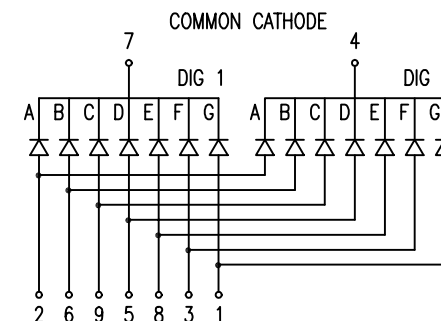 COMMON CATHODE
7 4
DIG 1 DIG
A B C D E F G A B C D E F G
2 6 9 5 8 3 1